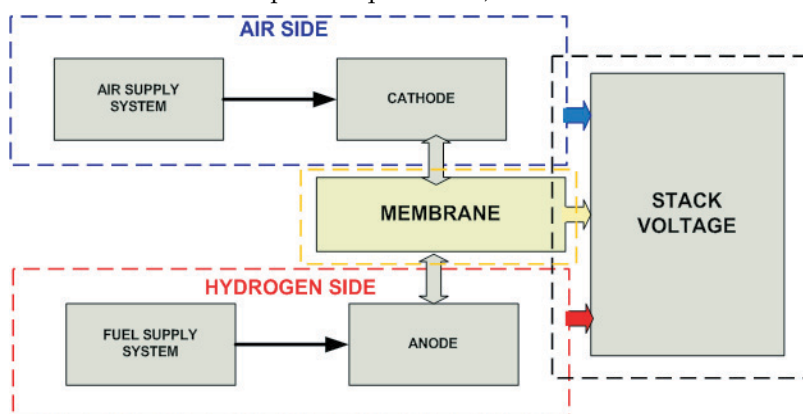 AIR SIDE
AIR SUPPLY
SYSTEM
CATHODE
MEMBRANE
STACK
VOLTAGE
HYDROGEN SIDE
FUEL SUPPLY
SYSTEM
ANODE